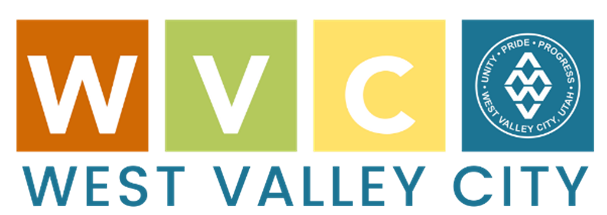 W V C
UNITY • PRIDE • PROGRESS
• WEST VALLEY CITY, UTAH •
WEST VALLEY CITY